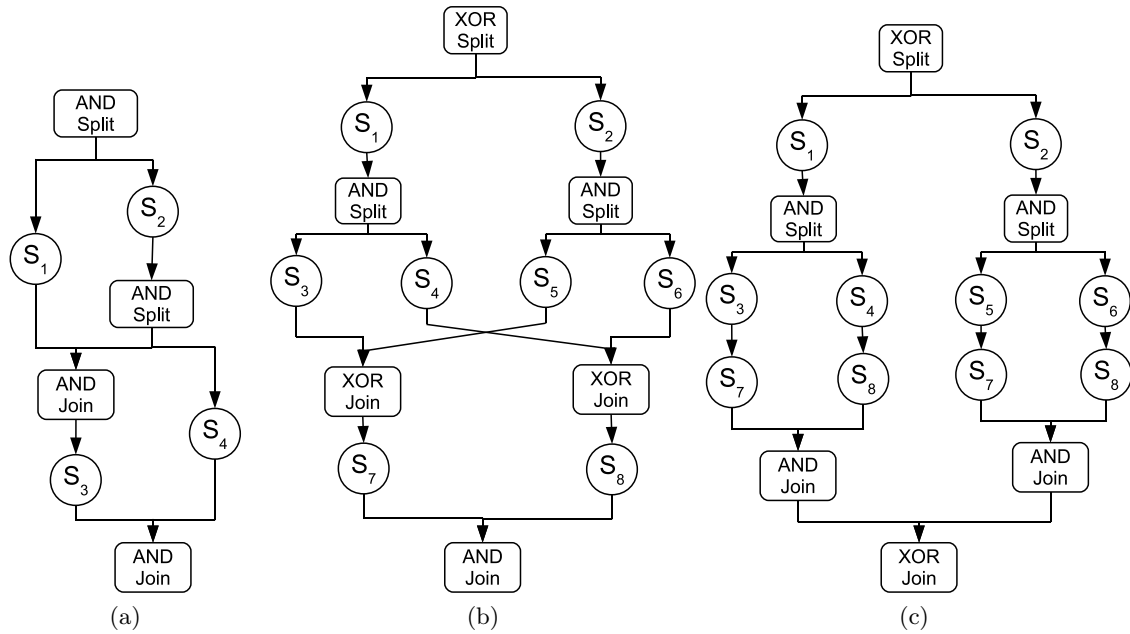 AND
Split
S1
S2
AND
Split
AND
Join
S3
S4
AND
Join
(a)
XOR
Split
S1
S2
AND
Split
AND
Split
S3
S4
S5
S6
XOR
Join
XOR
Join
S7
S8
AND
Join
(b)
XOR
Split
S1
S2
AND
Split
AND
Split
S3
S4
S5
S6
S7
S8
S7
S8
AND
Join
AND
Join
XOR
Join
(c)